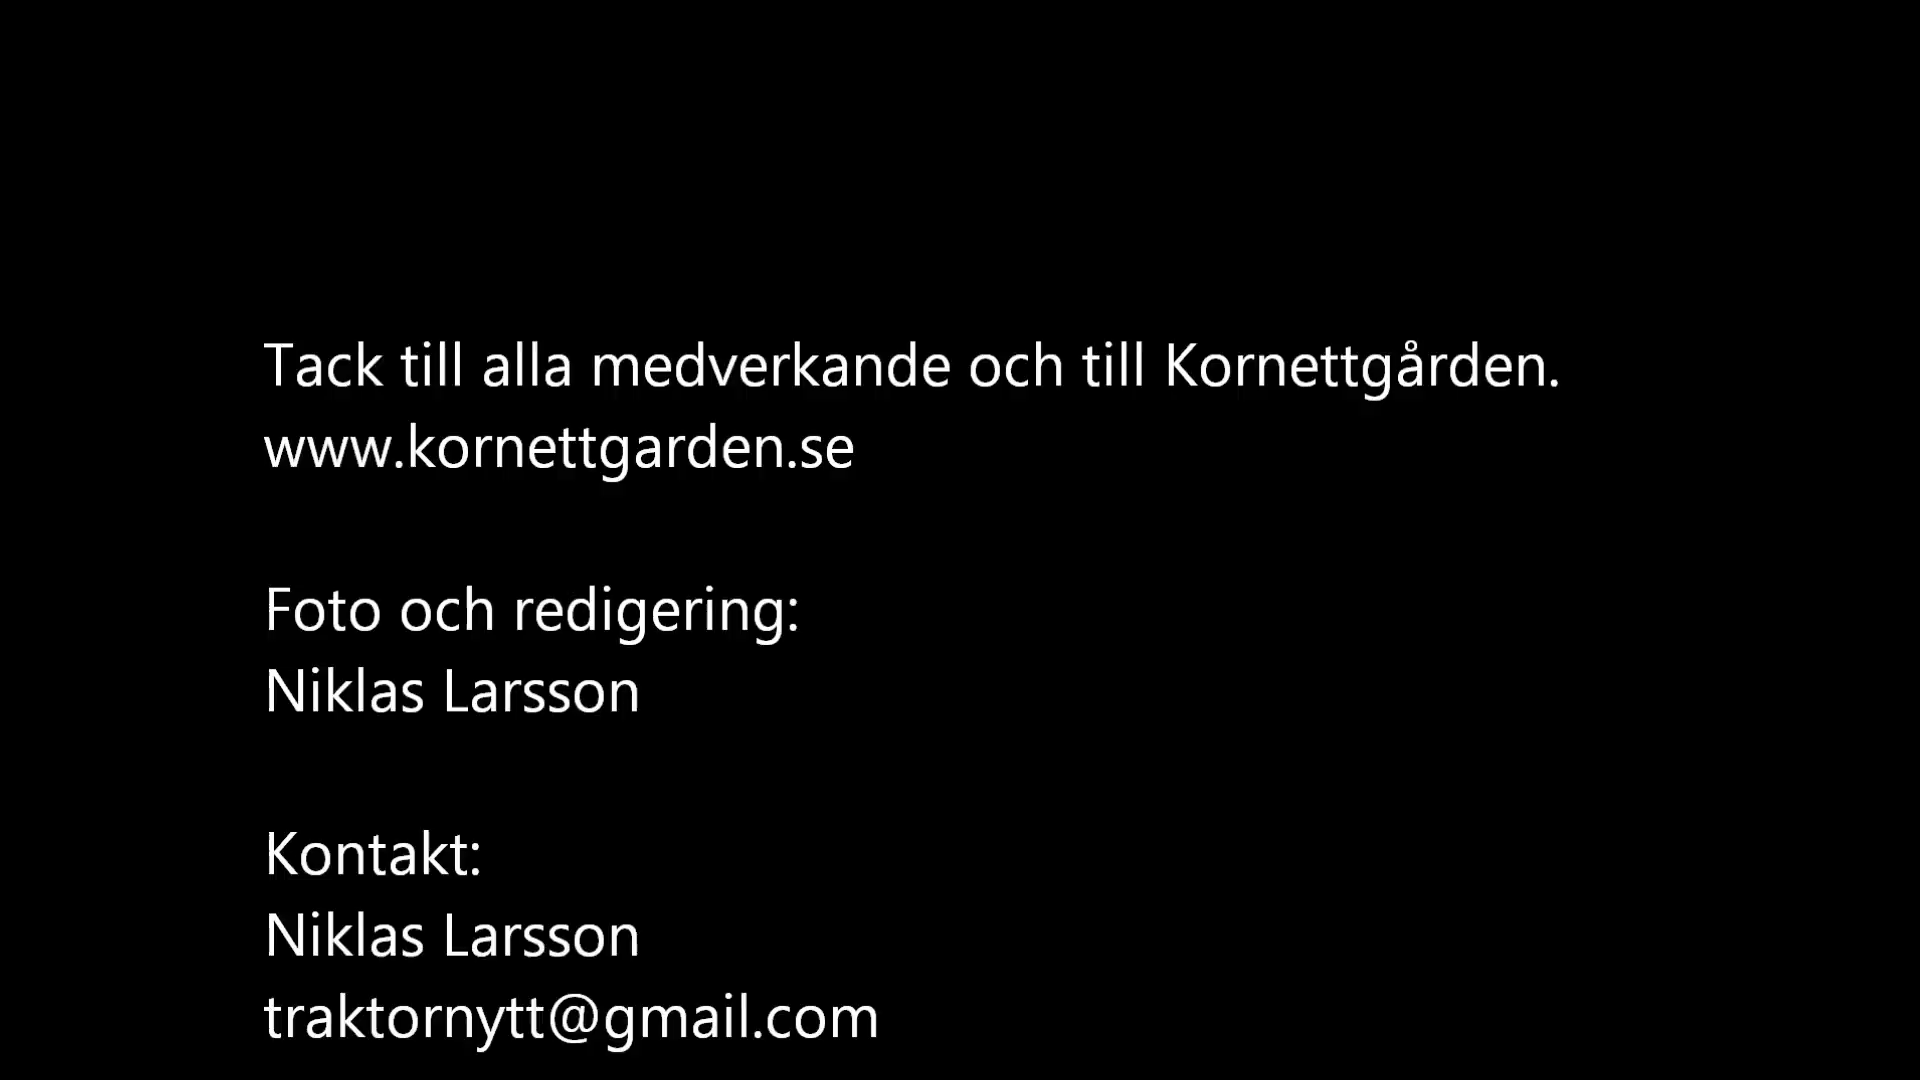 Tack till alla medverkande och till Kornettgården.
www.kornettgarden.se
Foto och redigering:
Niklas Larsson
Kontakt:
Niklas Larsson
traktornytt@gmail.com